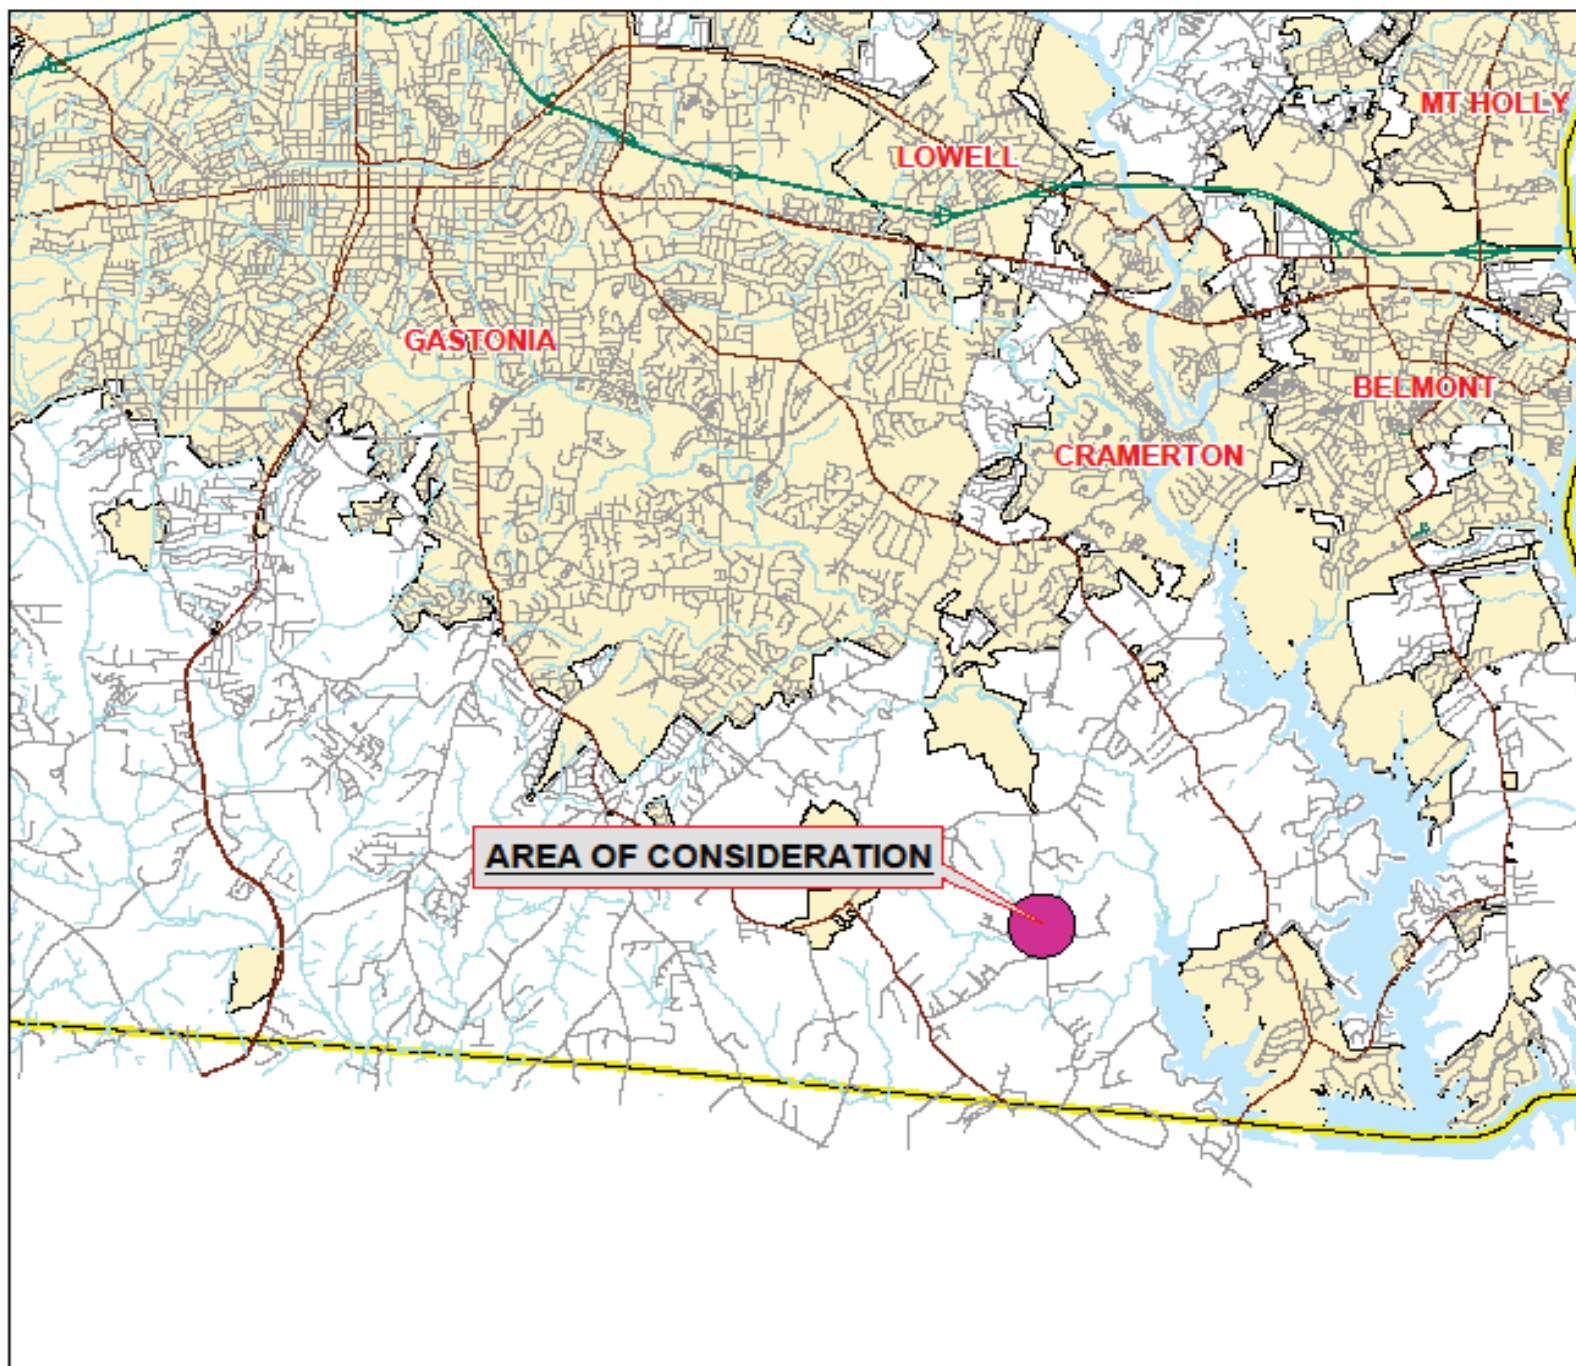 MT HOLLY
LOWELL
GASTONIA
BELMONT
CRAMERTON
AREA OF CONSIDERATION